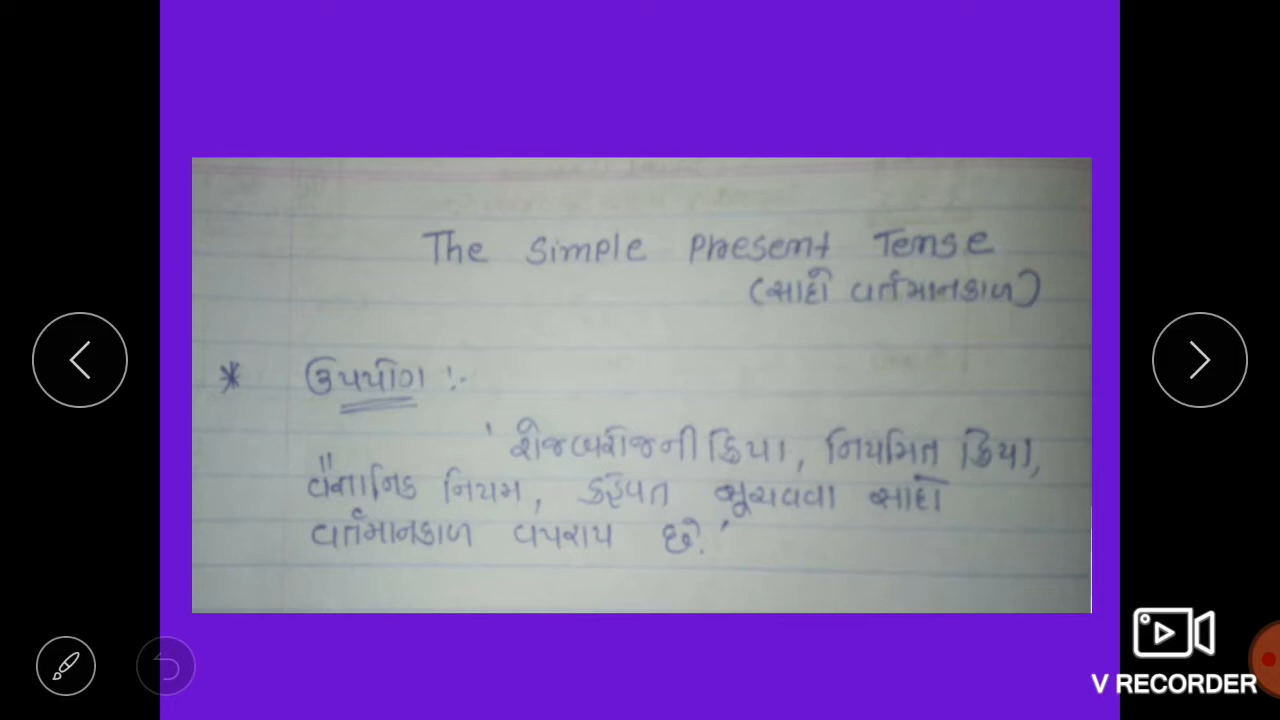 The Simple Present Tense
(સાદો વર્તમાનકાળ)
* ઉપયોગ :-
' રોજબરોજની ક્રિયા, નિયમિત ક્રિયા,
વૈજ્ઞાનિક નિયમ, કહેવત સૂચવવા સાદો
વર્તમાનકાળ વપરાય છે. '
V RECORDER